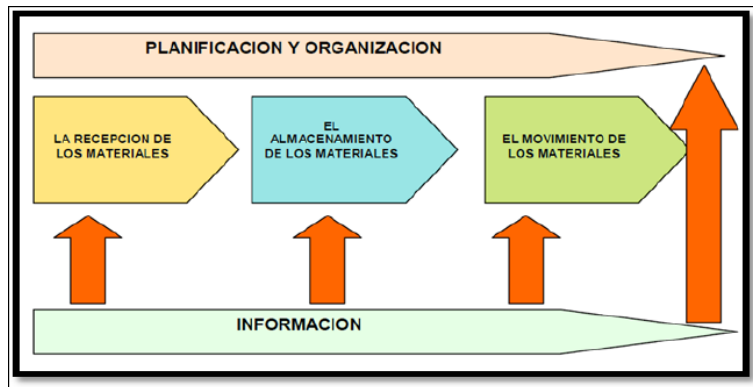 PLANIFICACION Y ORGANIZACION
LA RECEPCION DE
LOS MATERIALES
EL
ALMACENAMIENTO
DE LOS MATERIALES
EL MOVIMIENTO DE
LOS MATERIALES
INFORMACION